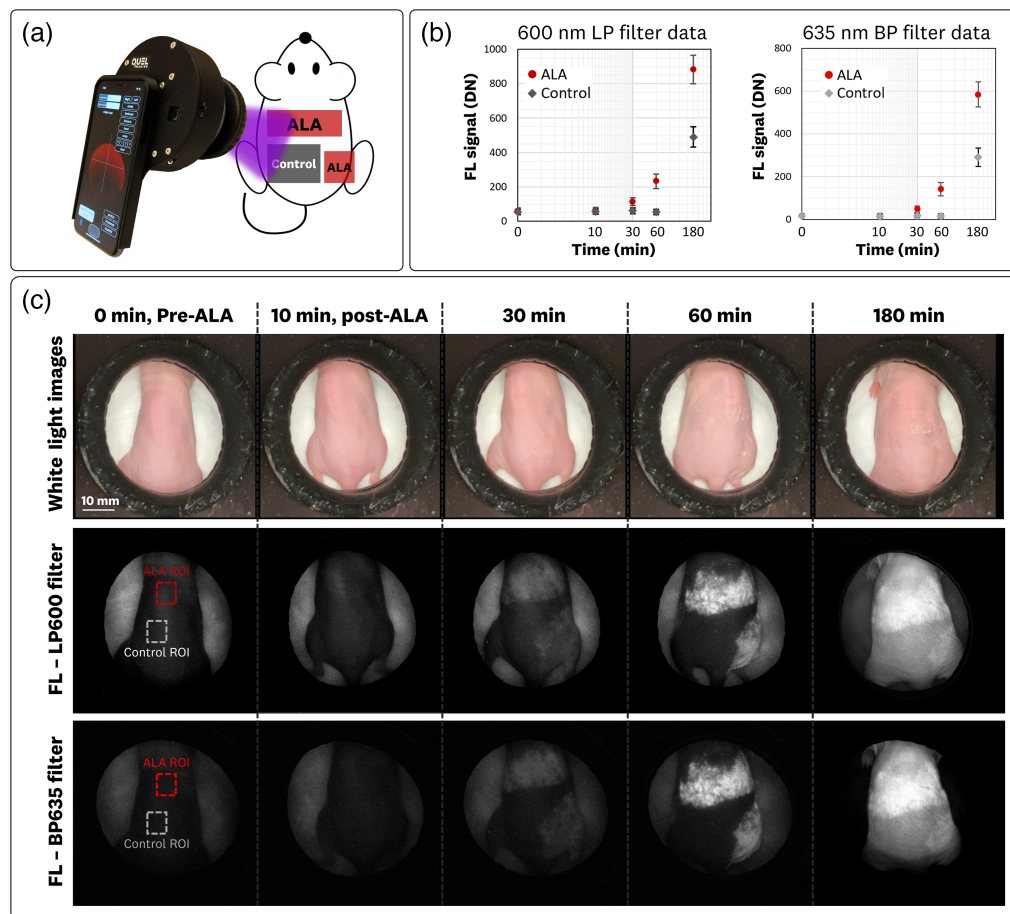 (a)
QUEL
ALA
Control
ALA
(b)
600 nm LP filter data
FL signal (DN)
1000
800
600
400
200
0
ALA
Control
0
10
30
60
180
Time (min)
635 nm BP filter data
FL signal (DN)
800
600
400
200
0
ALA
Control
0
10
30
60
180
Time (min)
(c)
0 min, Pre-ALA
10 min, post-ALA
30 min
60 min
180 min
White light images
10 mm
FL – LP600 filter
ALA ROI
Control ROI
FL – BP635 filter
ALA ROI
Control ROI